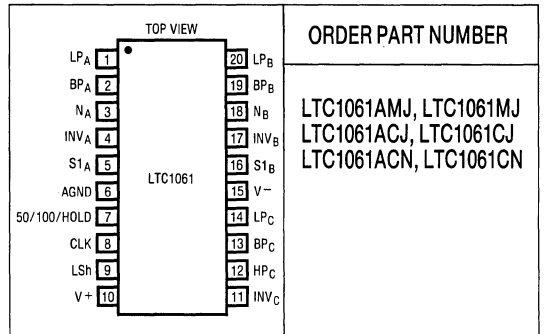 TOP VIEW
LPA 1
BPA 2
NA 3
INVA 4
S1A 5
AGND 6
50/100/HOLD 7
CLK 8
LSh 9
V+ 10
LTC1061
20 LPB
19 BPB
18 NB
17 INVB
16 S1B
15 V−
14 LPC
13 BPC
12 HPC
11 INVC
ORDER PART NUMBER
LTC1061AMJ, LTC1061MJ
LTC1061ACJ, LTC1061CJ
LTC1061ACN, LTC1061CN